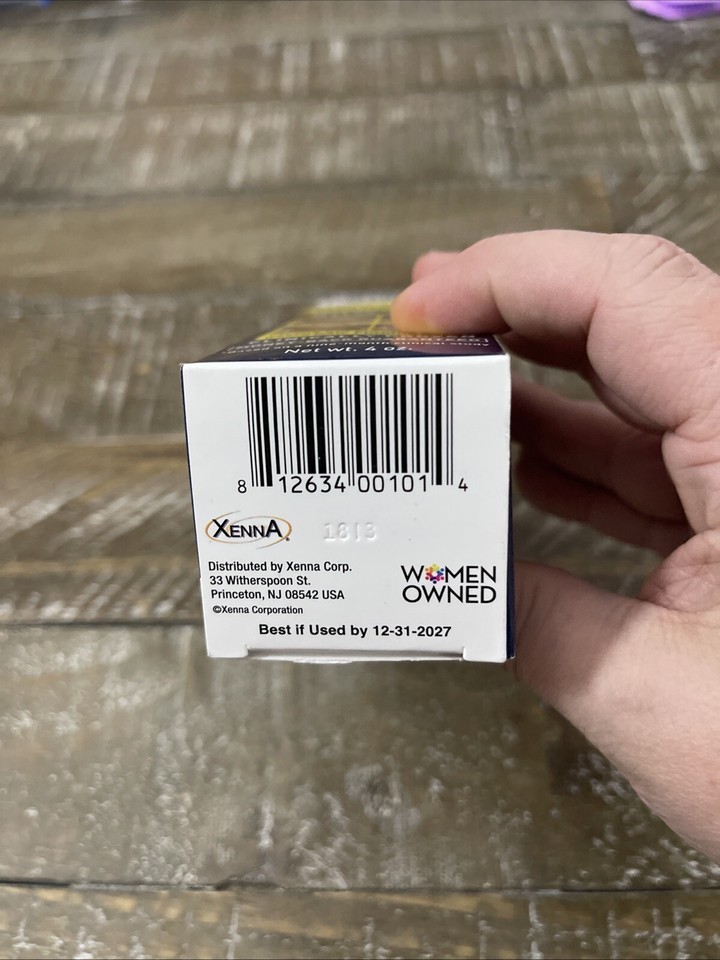 Net Wt. 4 oz
8 12634 00101 4
XENNA
1813
Distributed by Xenna Corp.
33 Witherspoon St.
Princeton, NJ 08542 USA
©Xenna Corporation
WOMEN
OWNED
Best if Used by 12-31-2027